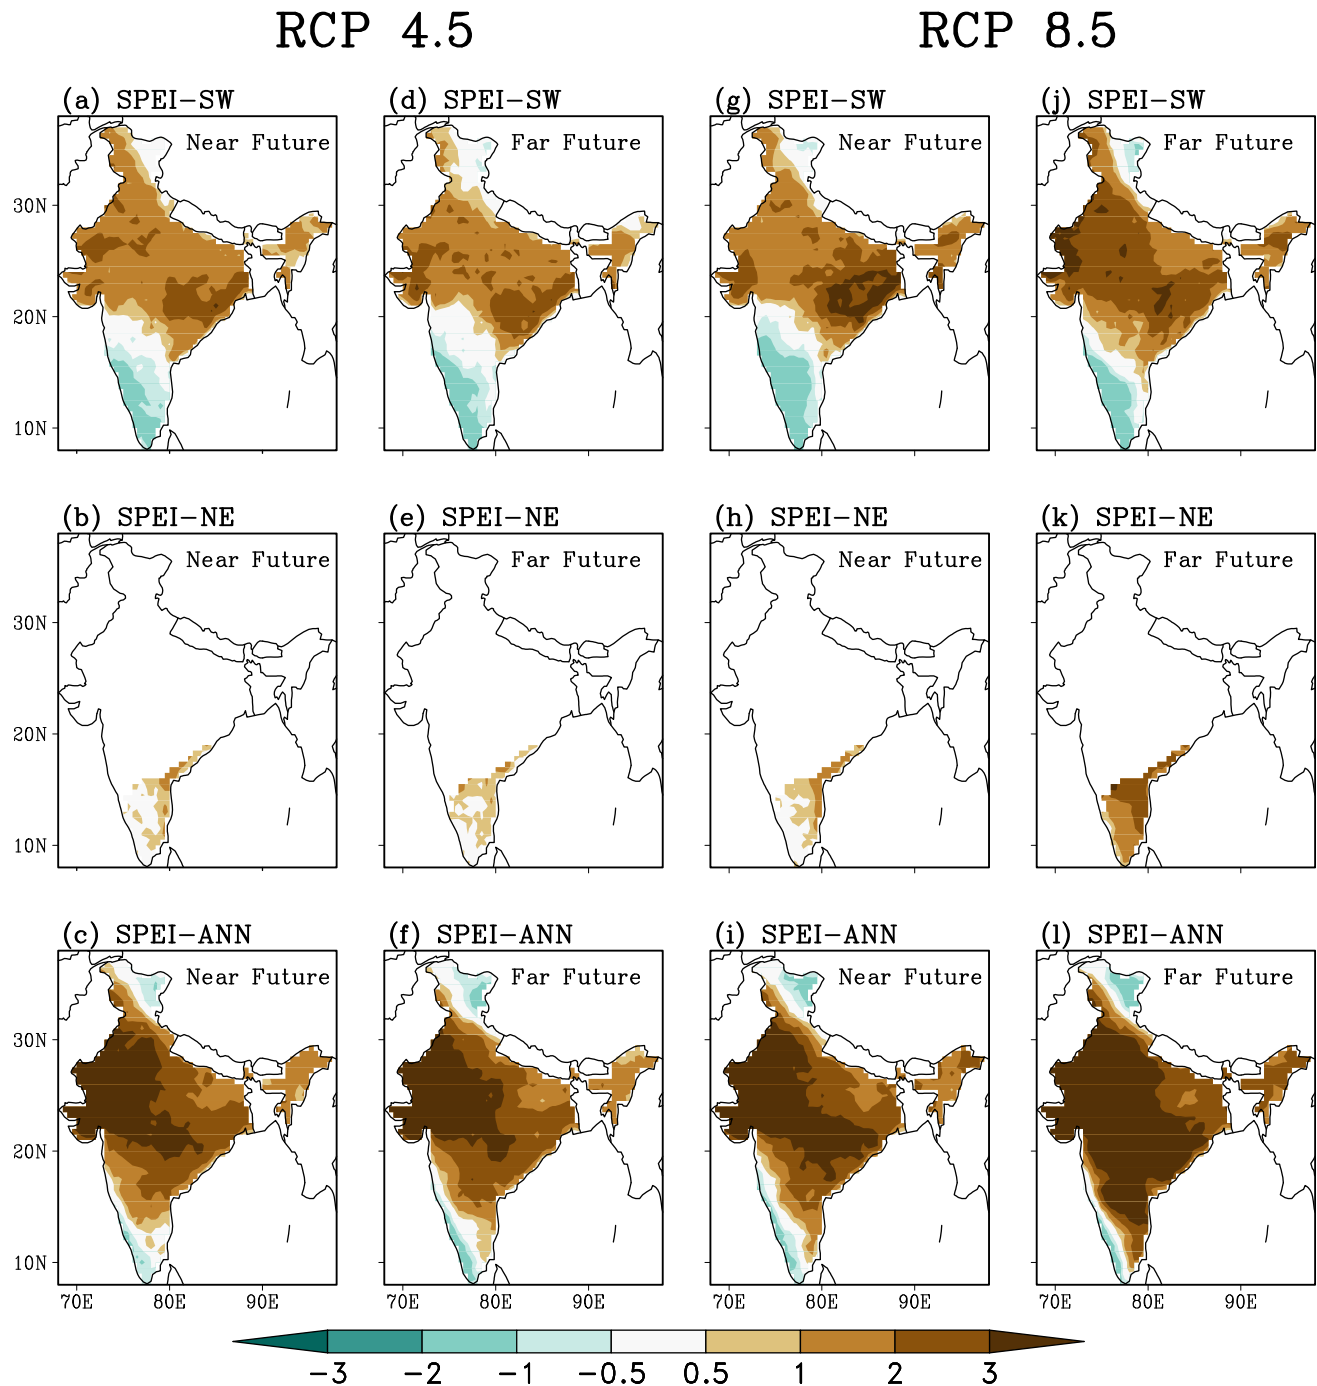 RCP 4.5 RCP 8.5
(a) SPEI-SW (d) SPEI-SW (g) SPEI-SW (j) SPEI-SW
Near Future Far Future Near Future Far Future
30N
20N
10N
(b) SPEI-NE (e) SPEI-NE (h) SPEI-NE (k) SPEI-NE
Near Future Far Future Near Future Far Future
30N
20N
10N
(c) SPEI-ANN (f) SPEI-ANN (i) SPEI-ANN (l) SPEI-ANN
Near Future Far Future Near Future Far Future
30N
20N
10N
70E 80E 90E 70E 80E 90E 70E 80E 90E 70E 80E 90E
-3 -2 -1 -0.5 0.5 1 2 3